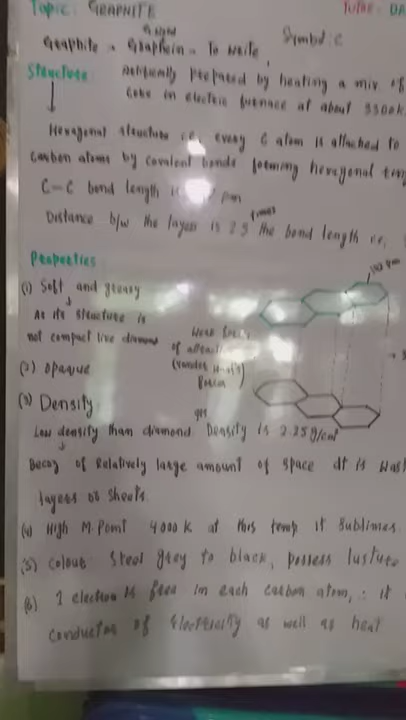 Topic: GRAPHITE
Graphite - Graphein - To Write, Symbol: C
Structure Artificially prepared by heating a mix of
Coke in electric furnace at about 3300K
Hexagonal structure i.e, every C atom is attached to
Carbon atoms by covalent bonds forming hexagonal
C-C bond length pm
Distance b/w the layers is 2.5 times the bond length i.e,
Properties
(1) Soft and greasy
As its structure is
not compact like diamond
Weak
of
(2) Opaque
(3) Density:
Low density than diamond. Density is 2.25 g/cm
Becoz of Relatively large amount of space
layers or sheets.
(4) High M.Point 4000 K at this temp it sublimes
(5) Colour Steel grey to black, possess lusture
(6) 1 electron is free in each carbon atom, ∴ it
conductor of Electricity as well as heat